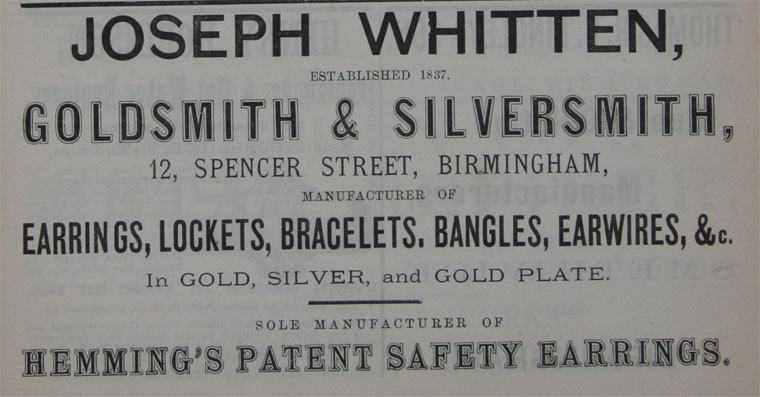 JOSEPH WHITTEN,
ESTABLISHED 1837.
GOLDSMITH & SILVERSMITH,
12, SPENCER STREET, BIRMINGHAM,
MANUFACTURER OF
EARRINGS, LOCKETS, BRACELETS. BANGLES, EARWIRES, &c.
In GOLD, SILVER, and GOLD PLATE.
SOLE MANUFACTURER OF
HEMMING'S PATENT SAFETY EARRINGS.